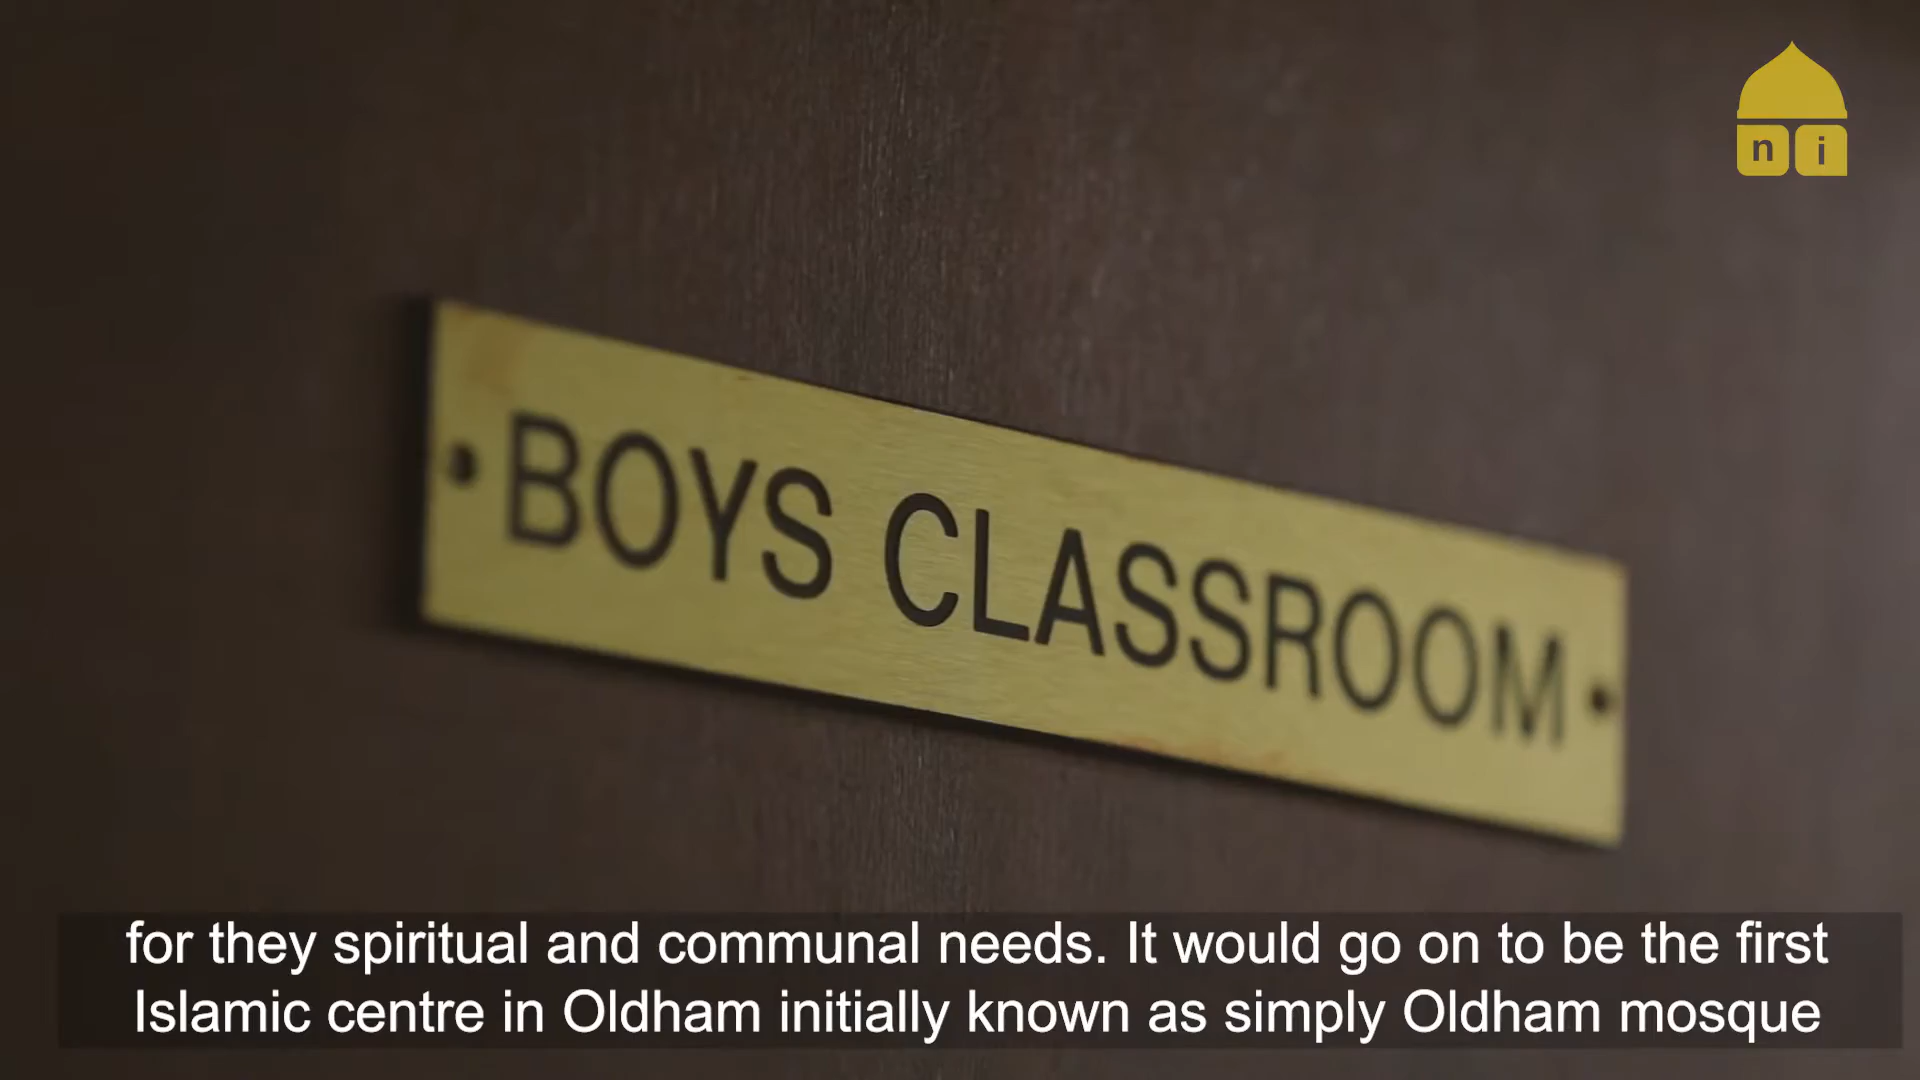 n i
BOYS CLASSROOM
for they spiritual and communal needs. It would go on to be the first
Islamic centre in Oldham initially known as simply Oldham mosque